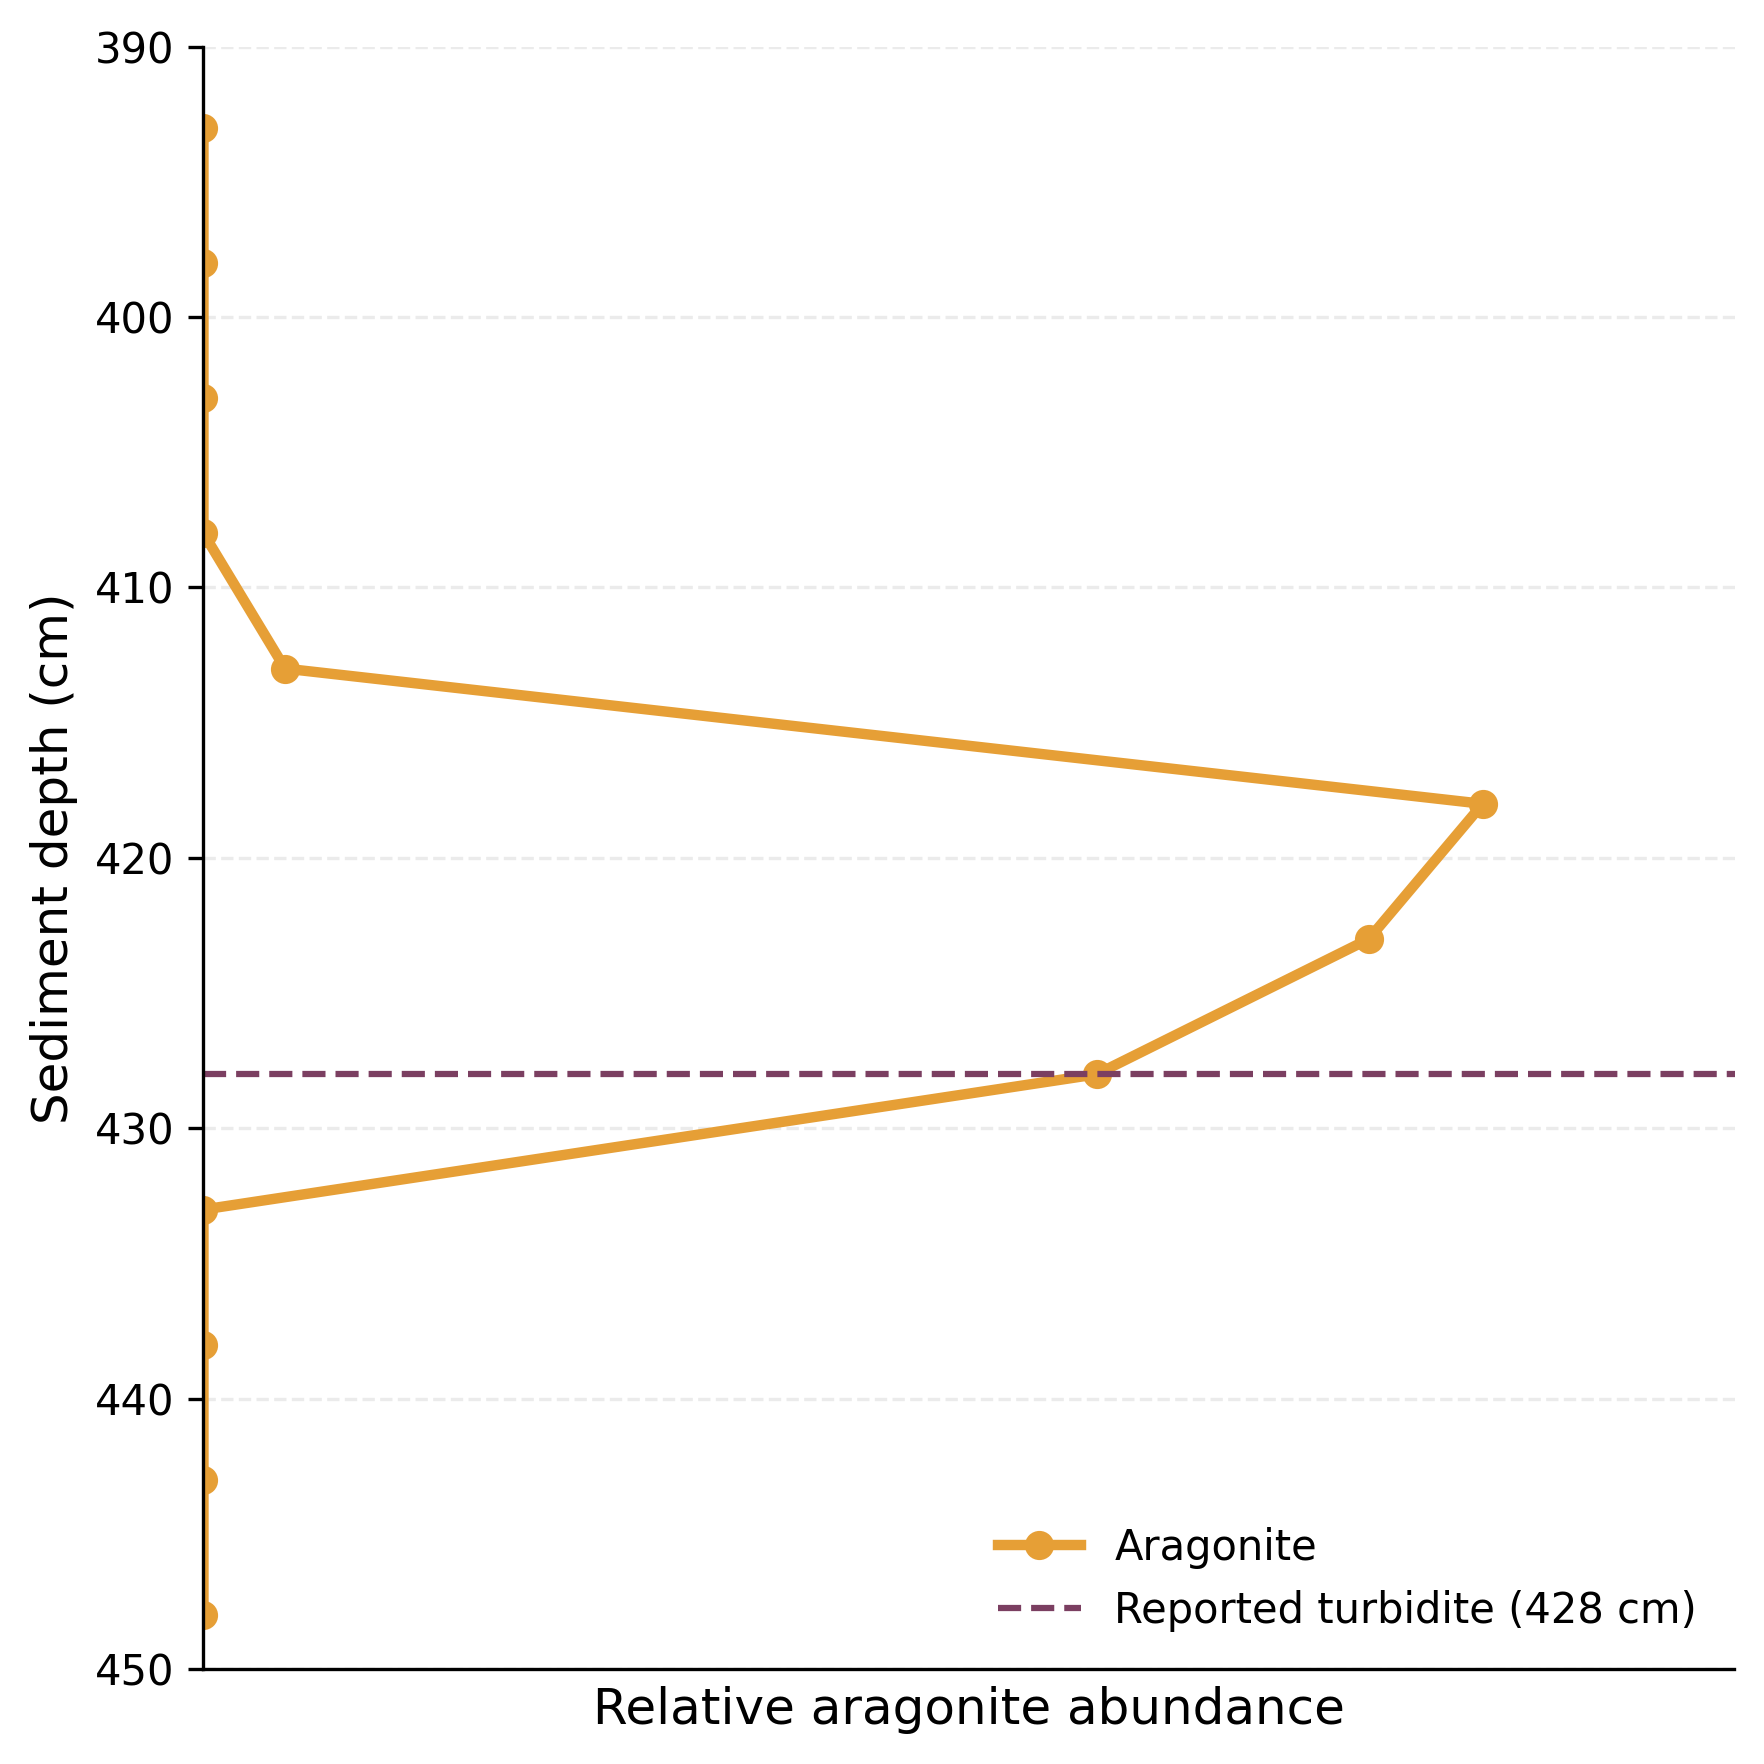 390
400
410
420
430
440
450
Sediment depth (cm)
Relative aragonite abundance
Aragonite
Reported turbidite (428 cm)